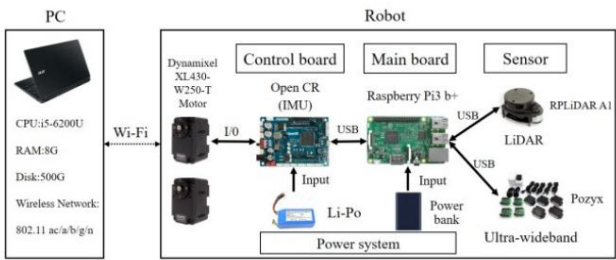 PC
Robot
CPU:i5-6200U
RAM:8G
Disk:500G
Wireless Network:
802.11 ac/a/b/g/n
Wi-Fi
Dynamixel
XL430-
W250-T
Motor
I/0
Control board
Open CR
(IMU)
USB
Main board
Raspberry Pi3 b+
USB
USB
Sensor
RPLiDAR A1
LiDAR
Pozyx
Ultra-wideband
Input
Li-Po
Input
Power
bank
Power system